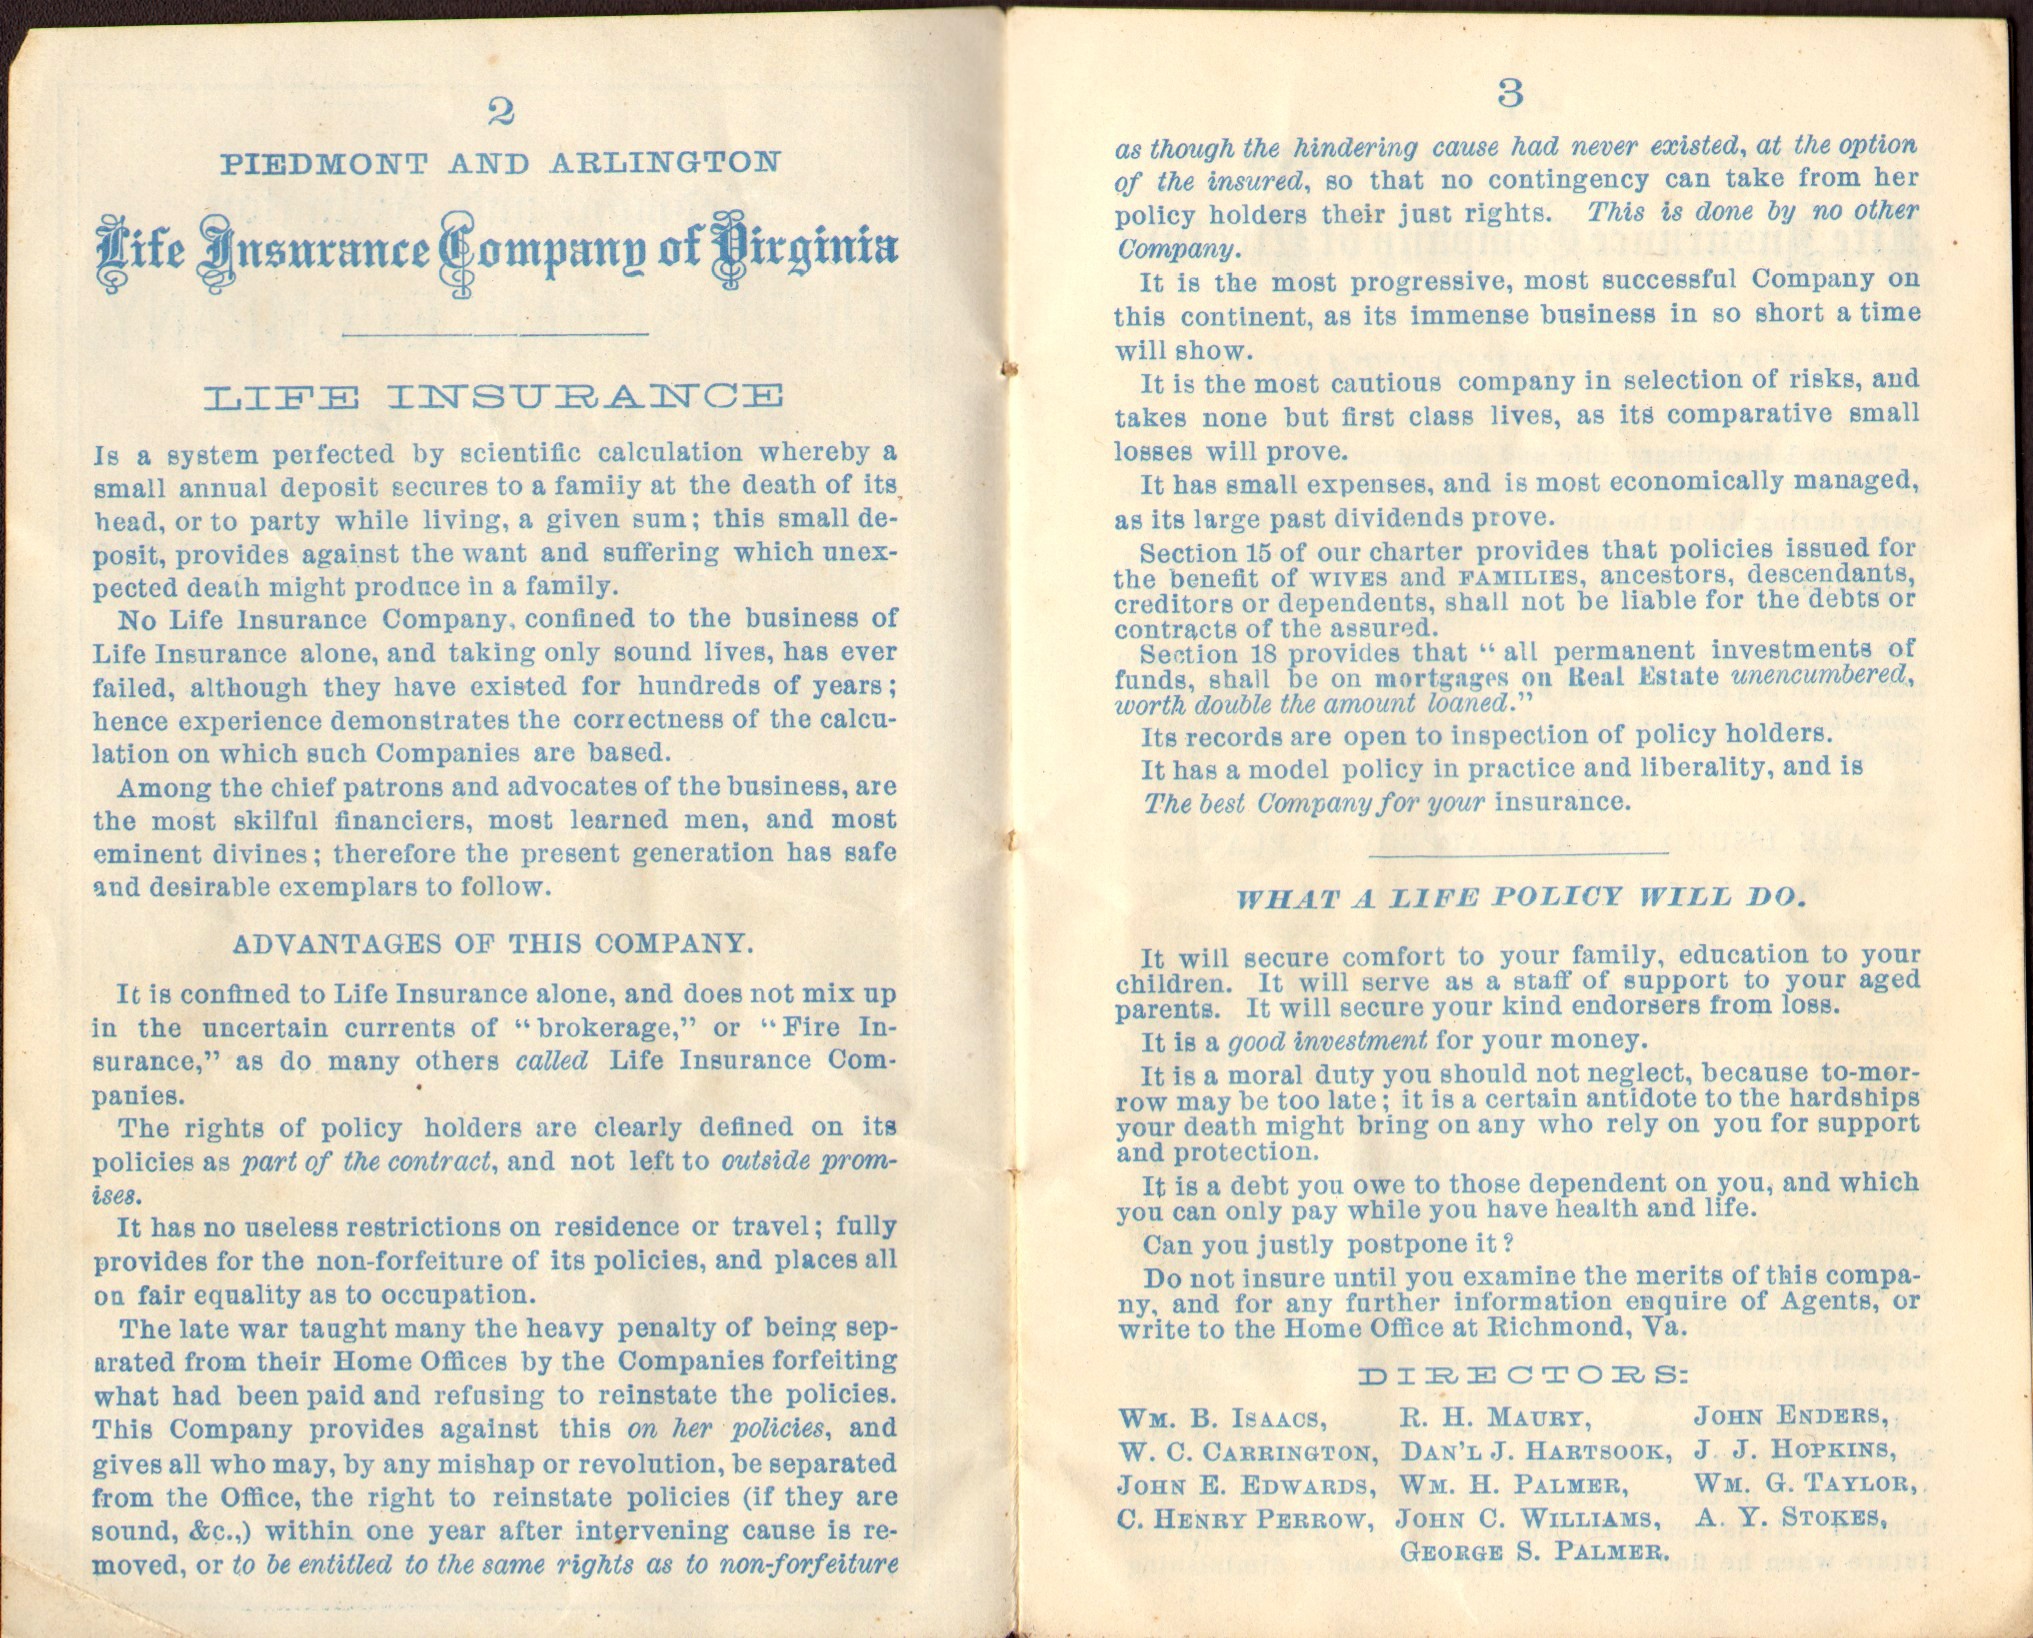 2
PIEDMONT AND ARLINGTON
Life Insurance Company of Virginia
LIFE INSURANCE
Is a system perfected by scientific calculation whereby a
small annual deposit secures to a family at the death of its
head, or to party while living, a given sum; this small de-
posit, provides against the want and suffering which unex-
pected death might produce in a family.
No Life Insurance Company, confined to the business of
Life Insurance alone, and taking only sound lives, has ever
failed, although they have existed for hundreds of years;
hence experience demonstrates the correctness of the calcu-
lation on which such Companies are based.
Among the chief patrons and advocates of the business, are
the most skilful financiers, most learned men, and most
eminent divines; therefore the present generation has safe
and desirable exemplars to follow.
ADVANTAGES OF THIS COMPANY.
It is confined to Life Insurance alone, and does not mix up
in the uncertain currents of "brokerage," or "Fire In-
surance," as do many others called Life Insurance Com-
panies.
The rights of policy holders are clearly defined on its
policies as part of the contract, and not left to outside prom-
ises.
It has no useless restrictions on residence or travel; fully
provides for the non-forfeiture of its policies, and places all
on fair equality as to occupation.
The late war taught many the heavy penalty of being sep-
arated from their Home Offices by the Companies forfeiting
what had been paid and refusing to reinstate the policies.
This Company provides against this on her policies, and
gives all who may, by any mishap or revolution, be separated
from the Office, the right to reinstate policies (if they are
sound, &c.,) within one year after intervening cause is re-
moved, or to be entitled to the same rights as to non-forfeiture
3
as though the hindering cause had never existed, at the option
of the insured, so that no contingency can take from her
policy holders their just rights. This is done by no other
Company.
It is the most progressive, most successful Company on
this continent, as its immense business in so short a time
will show.
It is the most cautious company in selection of risks, and
takes none but first class lives, as its comparative small
losses will prove.
It has small expenses, and is most economically managed,
as its large past dividends prove.
Section 15 of our charter provides that policies issued for
the benefit of WIVES and FAMILIES, ancestors, descendants,
creditors or dependents, shall not be liable for the debts or
contracts of the assured.
Section 18 provides that "all permanent investments of
funds, shall be on mortgages on Real Estate unencumbered,
worth double the amount loaned."
Its records are open to inspection of policy holders.
It has a model policy in practice and liberality, and is
The best Company for your insurance.
WHAT A LIFE POLICY WILL DO.
It will secure comfort to your family, education to your
children. It will serve as a staff of support to your aged
parents. It will secure your kind endorsers from loss.
It is a good investment for your money.
It is a moral duty you should not neglect, because to-mor-
row may be too late; it is a certain antidote to the hardships
your death might bring on any who rely on you for support
and protection.
It is a debt you owe to those dependent on you, and which
you can only pay while you have health and life.
Can you justly postpone it?
Do not insure until you examine the merits of this compa-
ny, and for any further information enquire of Agents, or
write to the Home Office at Richmond, Va.
DIRECTORS:
WM. B. ISAACS, R. H. MAURY, JOHN ENDERS,
W. C. CARRINGTON, DAN'L J. HARTSOOK, J. J. HOPKINS,
JOHN E. EDWARDS, WM. H. PALMER, WM. G. TAYLOR,
C. HENRY PERROW, JOHN C. WILLIAMS, A. Y. STOKES,
GEORGE S. PALMER.